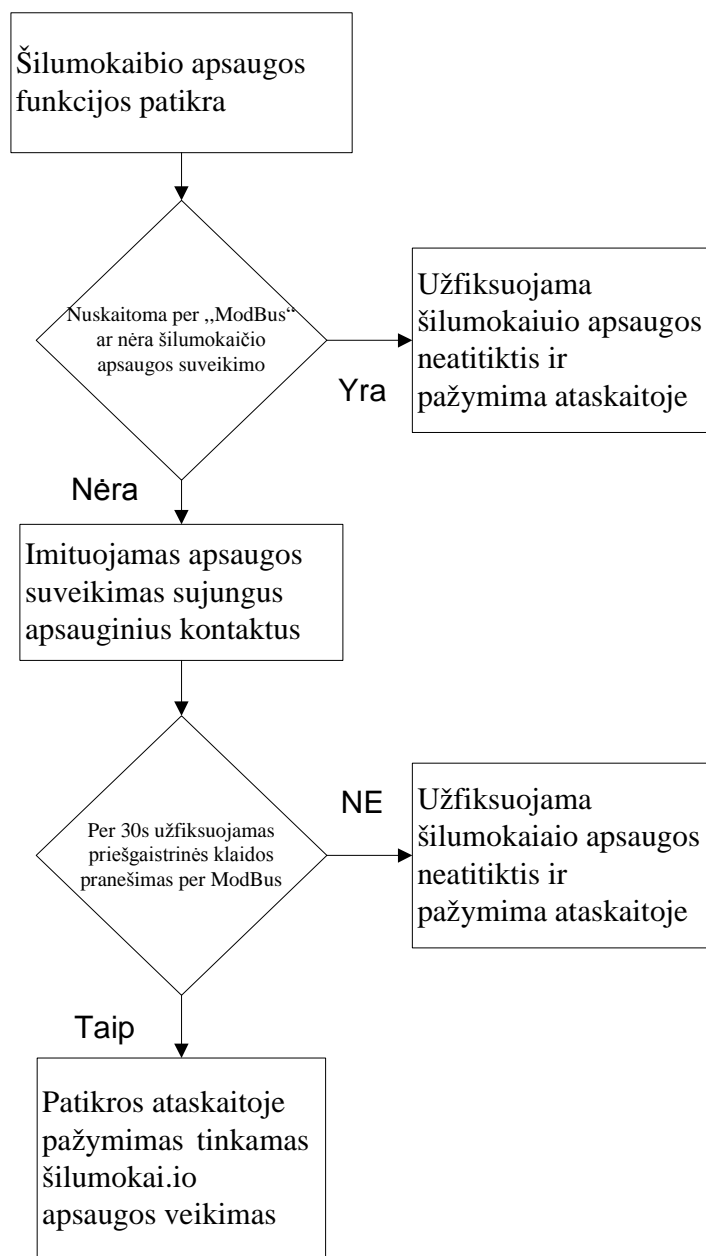 Šilumokaibio apsaugos
funkcijos patikra
Nuskaitoma per ,,ModBus“
ar nėra šilumokaičio
apsaugos suveikimo
Yra
Užfiksuojama
šilumokaiuio apsaugos
neatitiktis ir
pažymima ataskaitoje
Nėra
Imituojamas apsaugos
suveikimas sujungus
apsauginius kontaktus
Per 30s užfiksuojamas
priešgaistrinės klaidos
pranešimas per ModBus
NE
Užfiksuojama
šilumokaiaio apsaugos
neatitiktis ir
pažymima ataskaitoje
Taip
Patikros ataskaitoje
pažymimas tinkamas
šilumokai.io
apsaugos veikimas